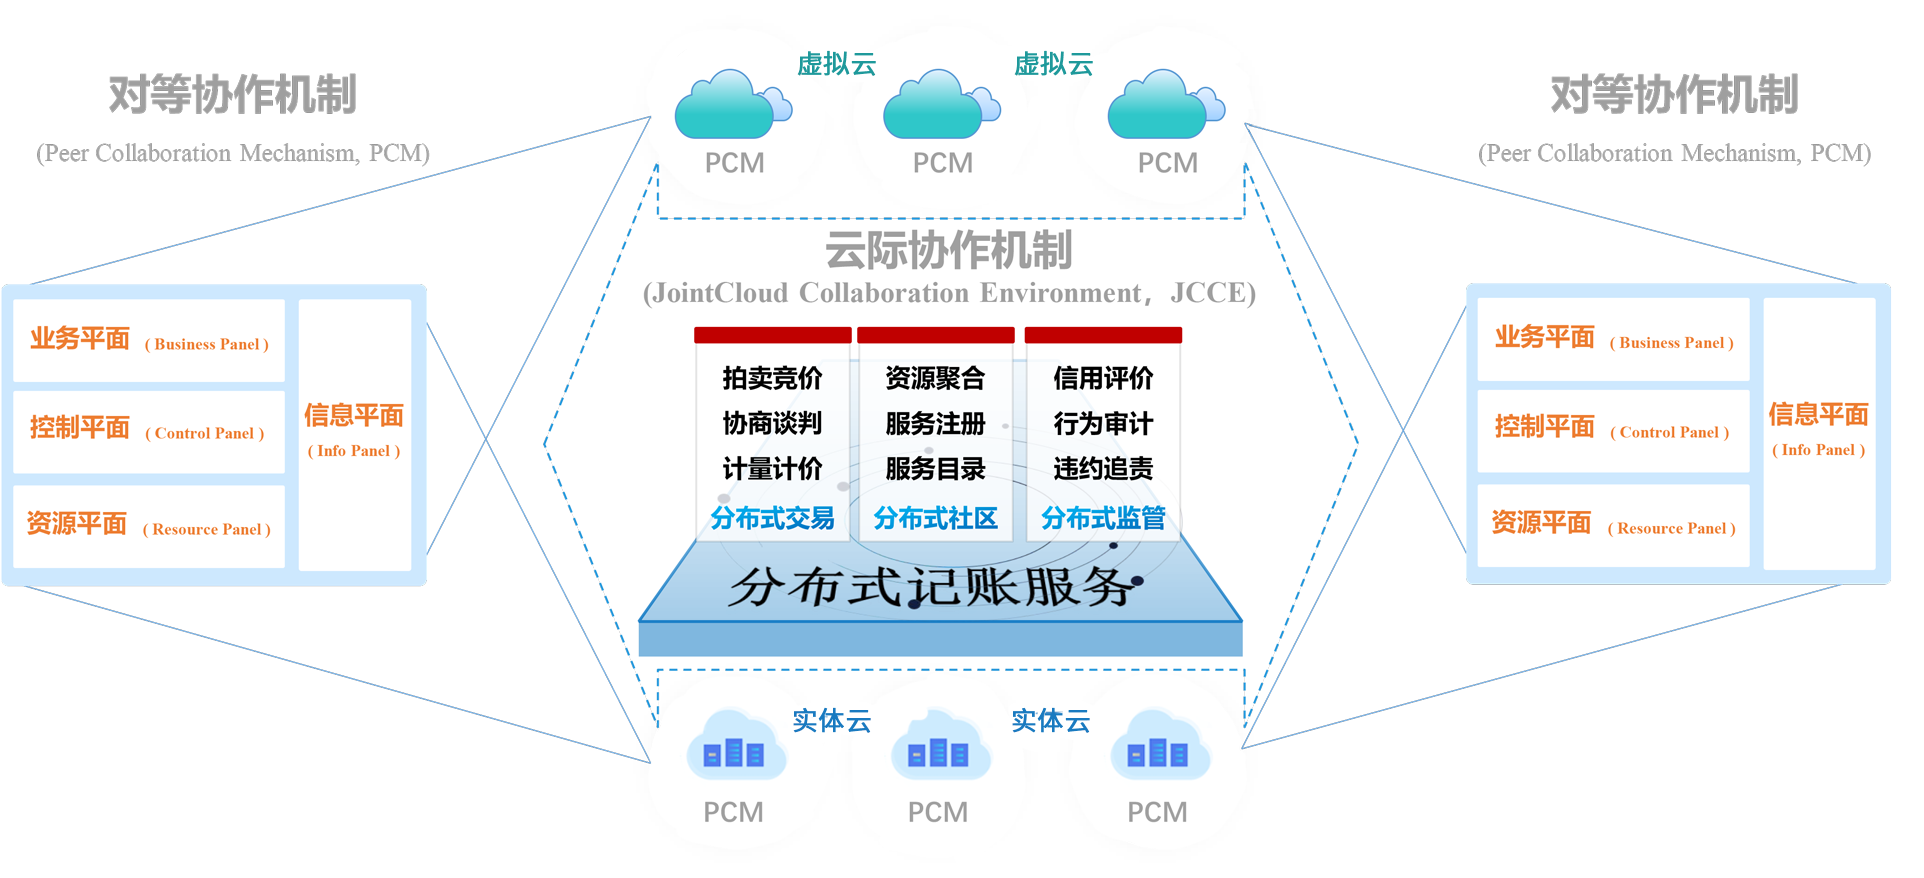 虚拟云
虚拟云
PCM
PCM
PCM
对等协作机制
(Peer Collaboration Mechanism, PCM)
业务平面 ( Business Panel )
控制平面 ( Control Panel )
资源平面 ( Resource Panel )
信息平面
( Info Panel )
云际协作机制
(JointCloud Collaboration Environment，JCCE)
拍卖竞价
协商谈判
计量计价
分布式交易
资源聚合
服务注册
服务目录
分布式社区
信用评价
行为审计
违约追责
分布式监管
分布式记账服务
对等协作机制
(Peer Collaboration Mechanism, PCM)
业务平面 ( Business Panel )
控制平面 ( Control Panel )
资源平面 ( Resource Panel )
信息平面
( Info Panel )
实体云
实体云
PCM
PCM
PCM